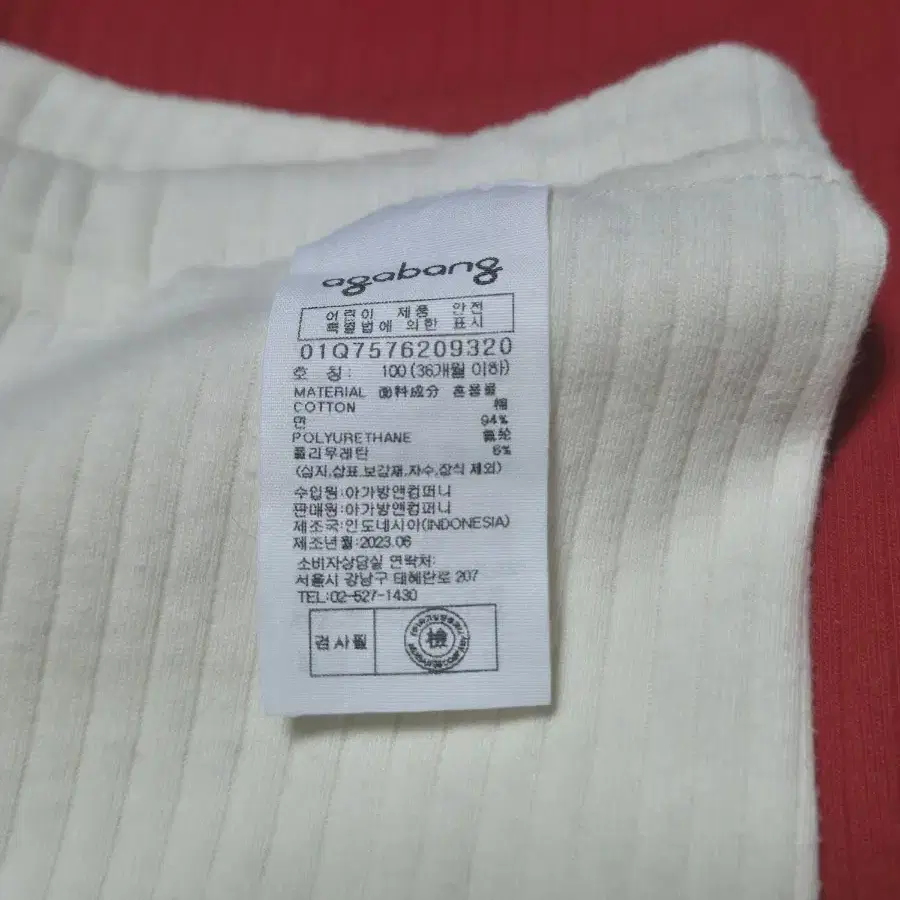 agabang
어린이 제품 안전
특별법에 의한 표시
01Q7576209320
호 칭 : 100 (36개월 이하)
MATERIAL 面料成分 혼용률
COTTON 棉
면 94%
POLYURETHANE 氨纶
폴리우레탄 6%
(심지,상표,보강재,자수,장식 제외)
수입원:아가방앤컴퍼니
판매원:아가방앤컴퍼니
제조국:인도네시아(INDONESIA)
제조년월:2023.06
소비자상담실 연락처:
서울시 강남구 테헤란로 207
TEL:02-527-1430
검사필 檢